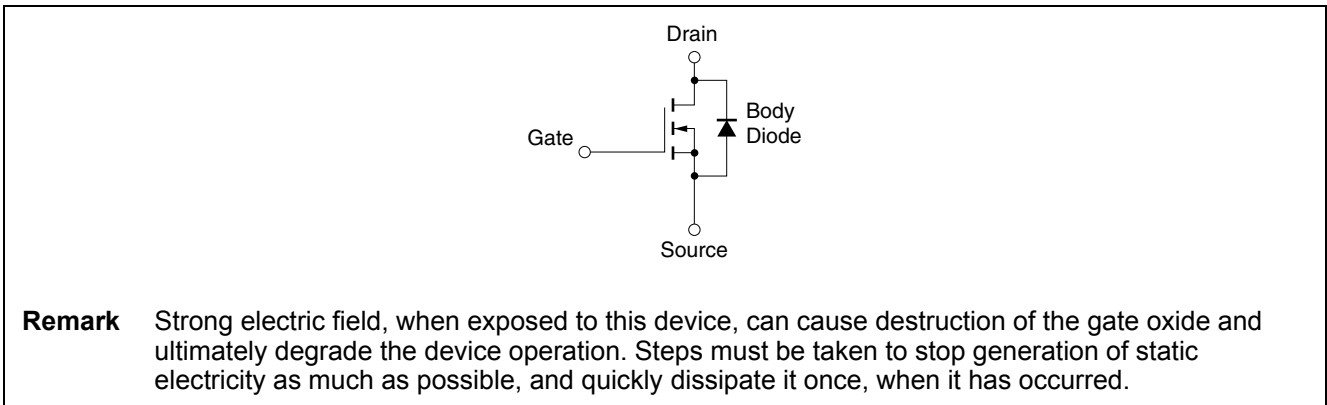 Drain
Body
Diode
Gate
Source
Remark Strong electric field, when exposed to this device, can cause destruction of the gate oxide and
ultimately degrade the device operation. Steps must be taken to stop generation of static
electricity as much as possible, and quickly dissipate it once, when it has occurred.